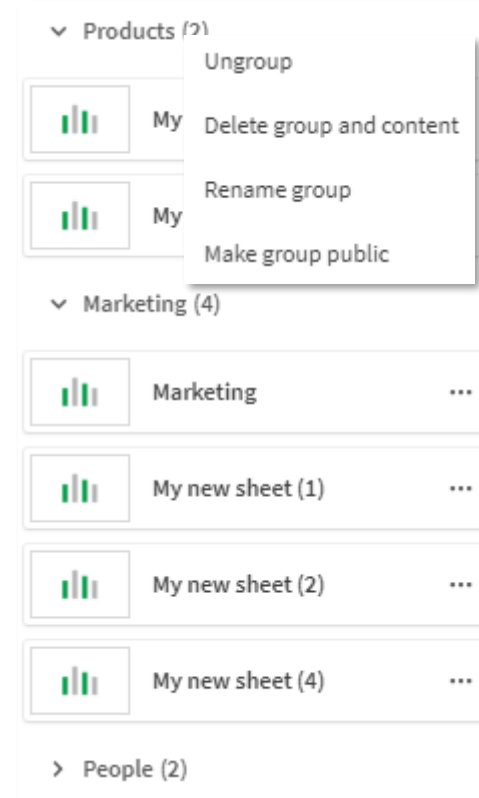 Products (2)
Ungroup
My
Delete group and content
My
Rename group
Make group public
Marketing (4)
Marketing
My new sheet (1)
My new sheet (2)
My new sheet (4)
People (2)